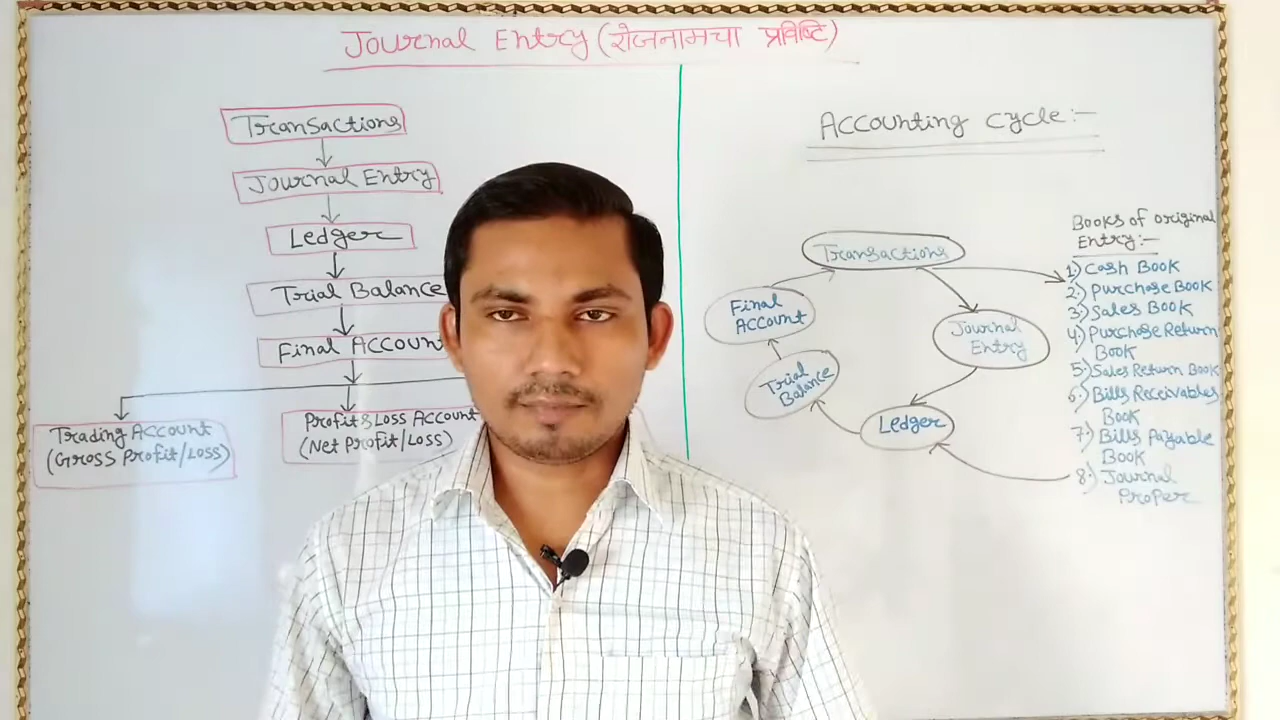 Journal Entry (रोजनामचा प्रविष्टि)
Transactions
Journal Entry
Ledger
Trial Balance
Final Account
Trading Account
(Gross Profit/Loss)
Profit & Loss Account
(Net Profit/Loss)
Accounting cycle:-
Transactions
Journal
Entry
Ledger
Trial
Balance
Final
Account
Books of original
Entry:-
1.) Cash Book
2.) Purchase Book
3.) Sales Book
4.) Purchase Return
Book
5.) Sales Return Book
6.) Bills Receivables
Book
7.) Bills Payable
Book
8.) Journal
Proper